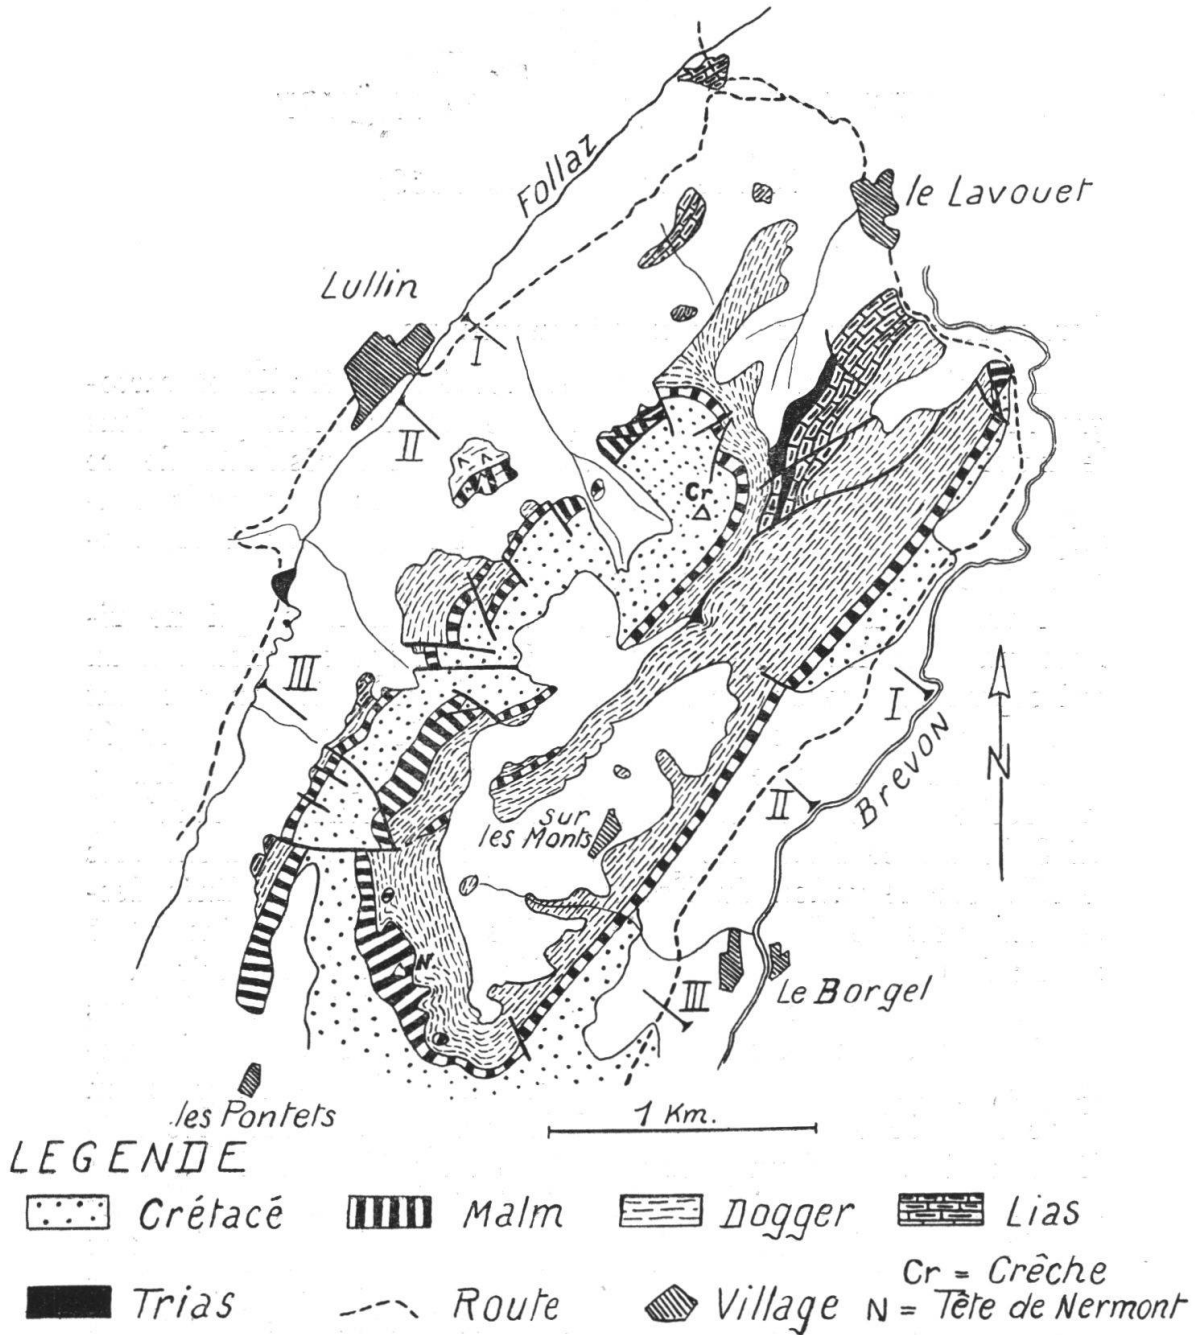 Follaz
le Lavouet
Lullin
I
II
Cr
III
I
N
BREVON
II
sur
les Monts
N
III
Le Borgel
les Pontets
1 Km.
LEGENDE
Crétacé
Malm
Dogger
Lias
Trias
Route
Village
Cr = Crêche
N = Tête de Nermont